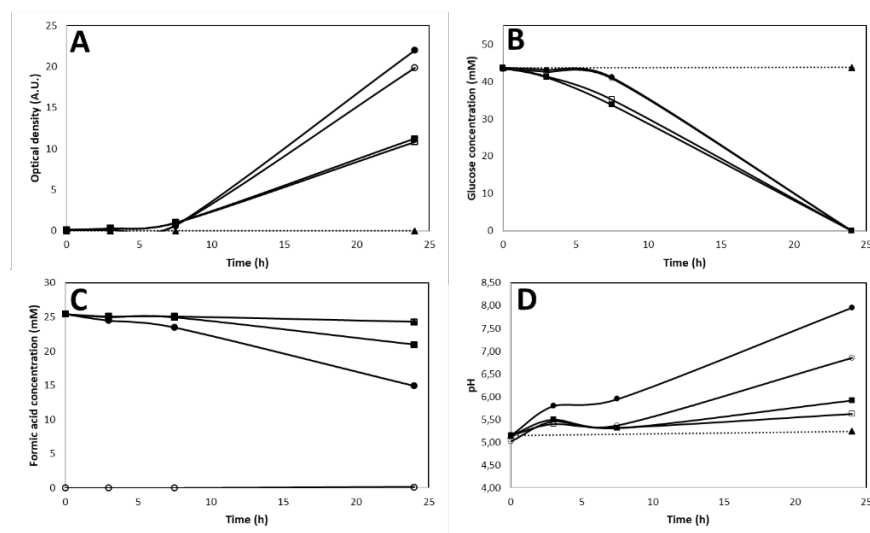 A
Optical density (A.U.)
25
20
15
10
5
0
0 5 10 15 20 25
Time (h)
B
Glucose concentration (mM)
50
40
30
20
10
0
0 5 10 15 20 25
Time (h)
C
Formic acid concentration (mM)
30
25
20
15
10
5
0
0 5 10 15 20 25
Time (h)
D
pH
8,50
8,00
7,50
7,00
6,50
6,00
5,50
5,00
4,50
4,00
0 5 10 15 20 25
Time (h)